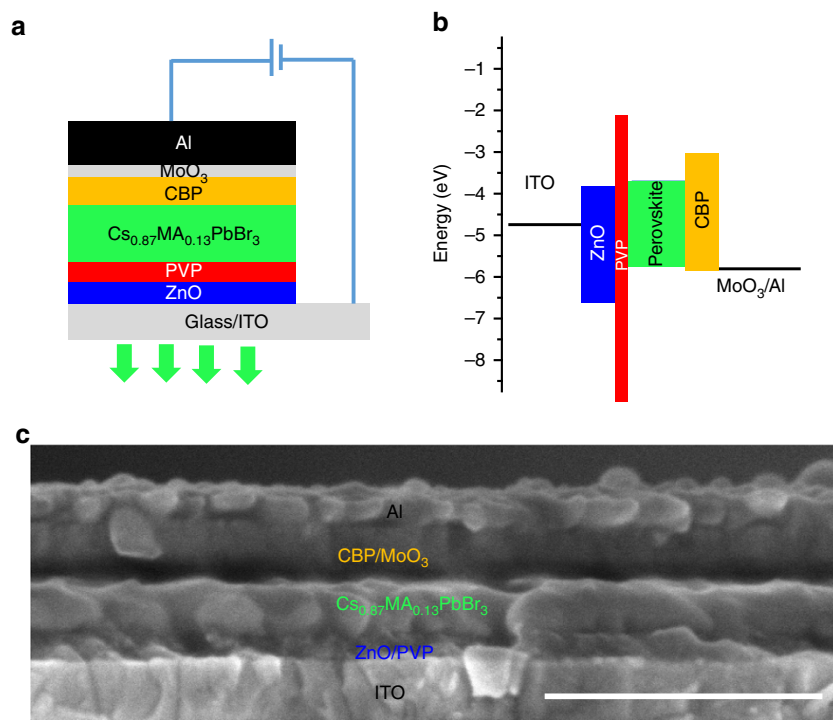 a
Al
MoO3
CBP
Cs0.87MA0.13PbBr3
PVP
ZnO
Glass/ITO
b
Energy (eV)
–1
–2
–3
–4
–5
–6
–7
–8
ITO
ZnO
PVP
Perovskite
CBP
MoO3/Al
c
Al
CBP/MoO3
Cs0.87MA0.13PbBr3
ZnO/PVP
ITO